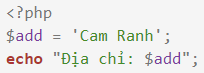 <?php
$add = 'Cam Ranh';
echo "Địa chỉ: $add";